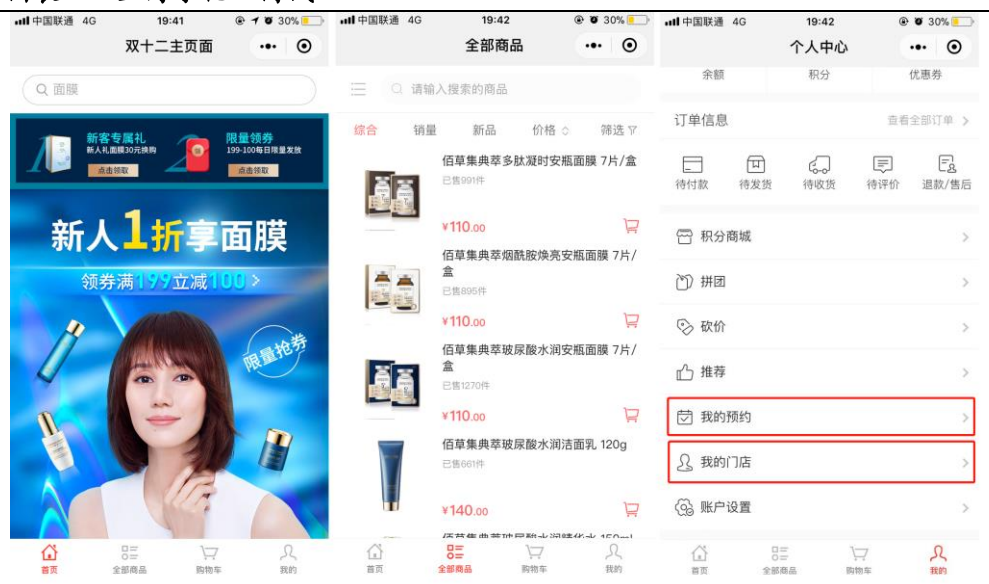 中国联通 4G 19:41 30%
双十二主页面
面膜
新客专属礼
新人礼面膜30元换购
点击领取
限量领券
199-100每日限量发放
点击领取
新人1折享面膜
领券满199立减100 >
限量抢券
首页 全部商品 购物车 我的
中国联通 4G 19:42 30%
全部商品
请输入搜索的商品
综合 销量 新品 价格 筛选
佰草集典萃多肽凝时安瓶面膜 7片/盒
已售991件
¥110.00
佰草集典萃烟酰胺焕亮安瓶面膜 7片/
盒
已售895件
¥110.00
佰草集典萃玻尿酸水润安瓶面膜 7片/
盒
已售1270件
¥110.00
佰草集典萃玻尿酸水润洁面乳 120g
已售661件
¥140.00
首页 全部商品 购物车 我的
中国联通 4G 19:42 30%
个人中心
余额 积分 优惠券
订单信息 查看全部订单 >
待付款 待发货 待收货 待评价 退款/售后
积分商城
拼团
砍价
推荐
我的预约
我的门店
账户设置
首页 全部商品 购物车 我的